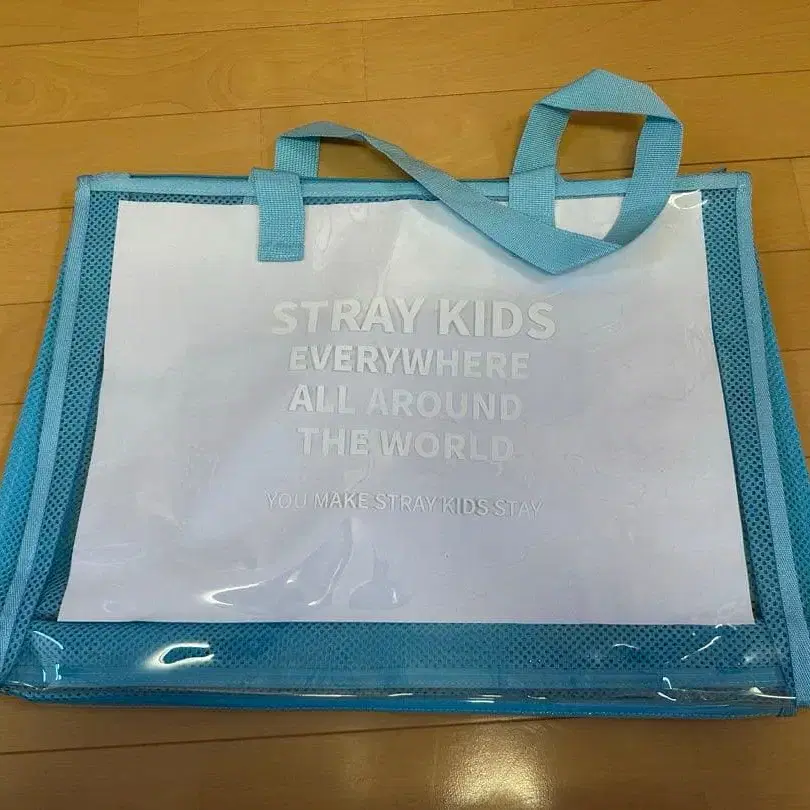 STRAY KIDS
EVERYWHERE
ALL AROUND
THE WORLD
YOU MAKE STRAY KIDS STAY